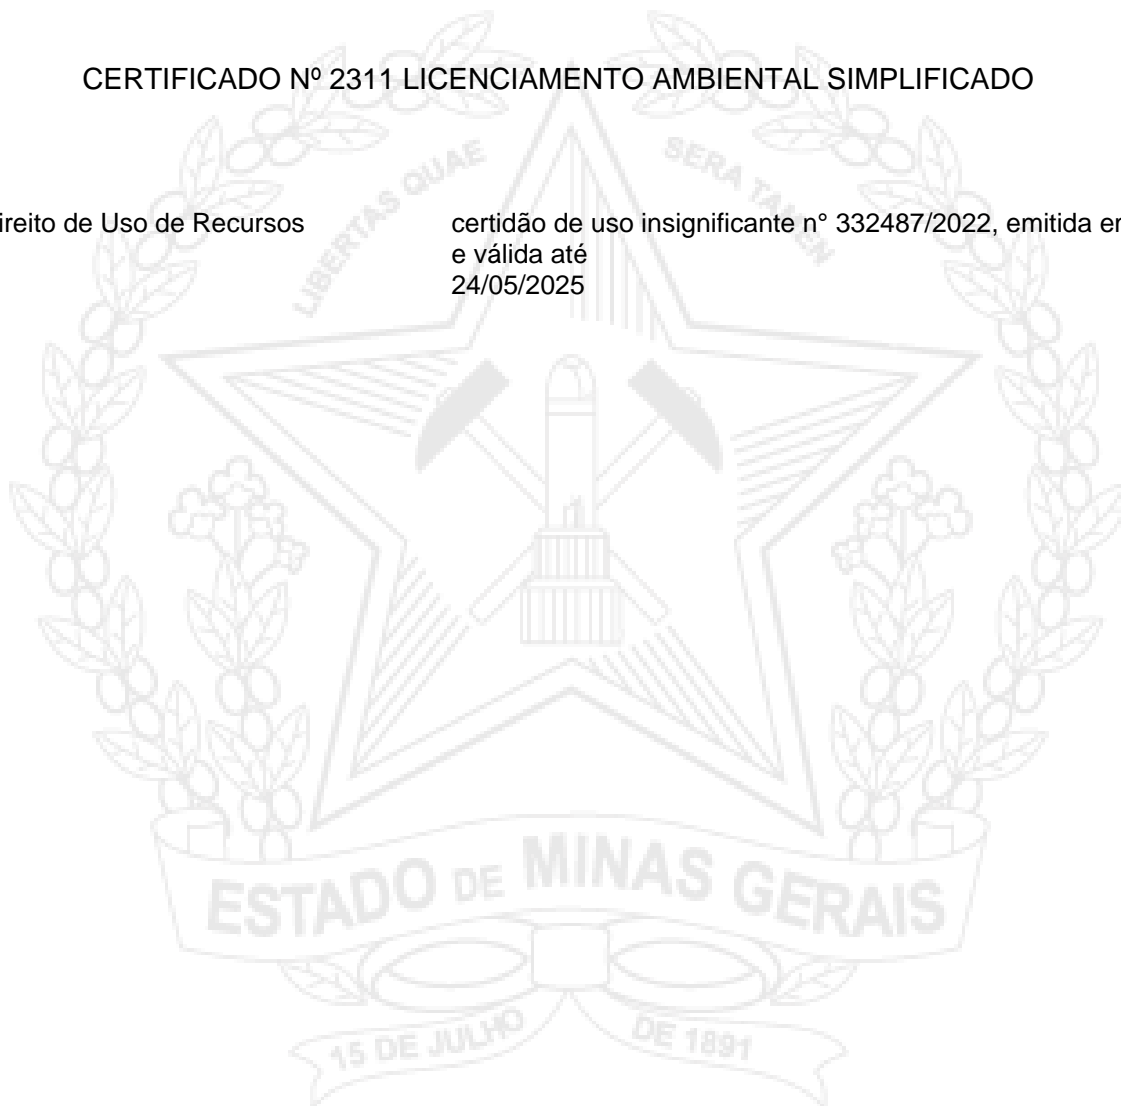 CERTIFICADO Nº 2311 LICENCIAMENTO AMBIENTAL SIMPLIFICADO
LIBERTAS QUAE SERA TAMEN
ireito de Uso de Recursos
certidão de uso insignificante n° 332487/2022, emitida em
e válida até
24/05/2025
ESTADO DE MINAS GERAIS
15 DE JULHO DE 1891